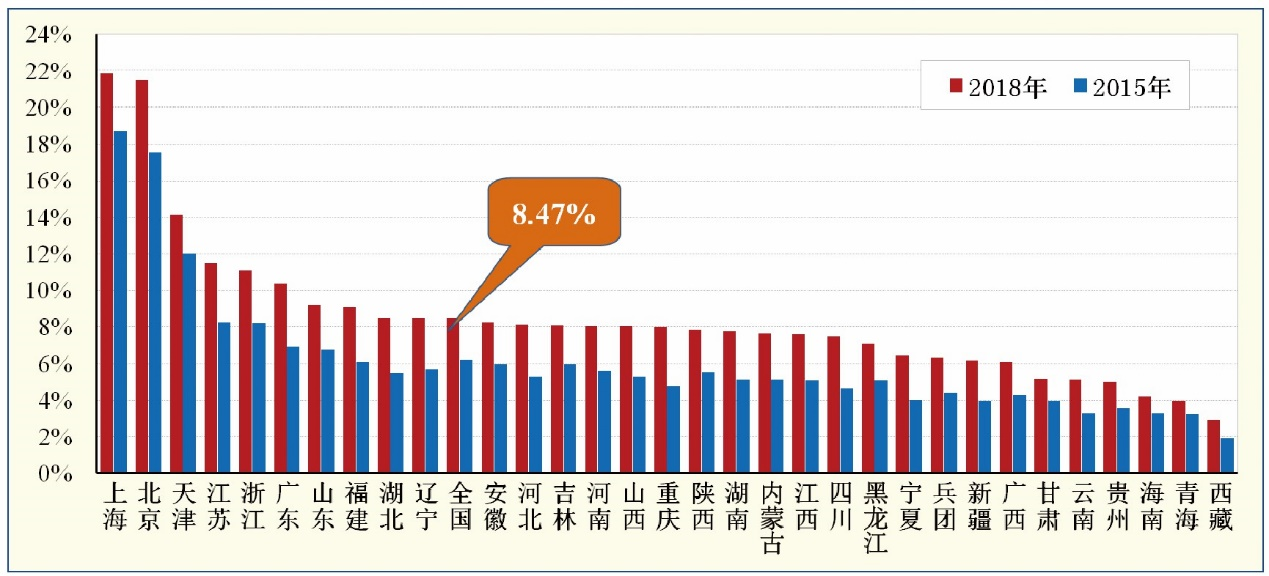 24%
22%
20%
18%
16%
14%
12%
10%
8%
6%
4%
2%
0%
2018年
2015年
8.47%
上海
北京
天津
江苏
浙江
广东
山东
福建
湖北
辽宁
全国
安徽
河北
吉林
河南
山西
重庆
陕西
湖南
内蒙古
江西
四川
黑龙江
宁夏
兵团
新疆
广西
甘肃
云南
贵州
海南
青海
西藏